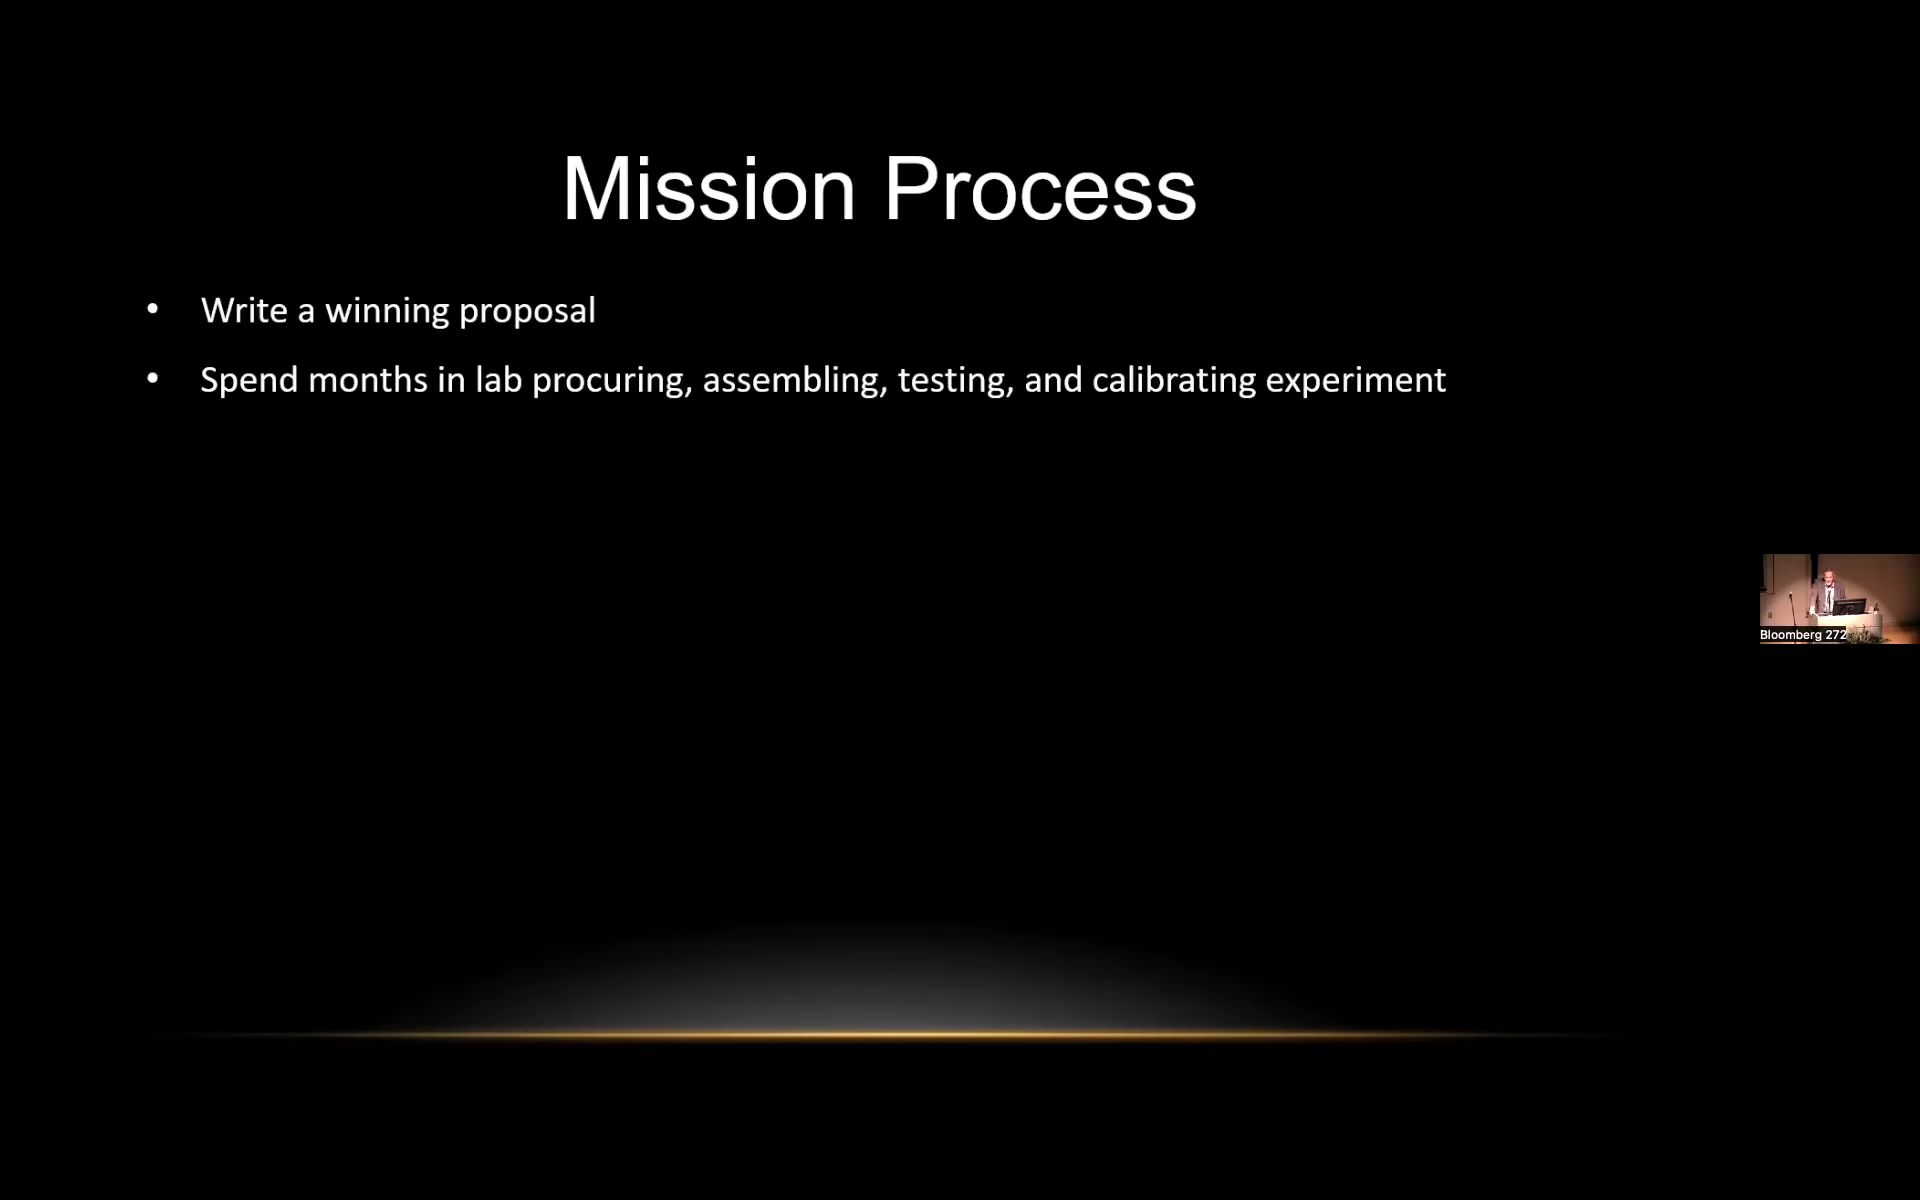 Mission Process
• Write a winning proposal
• Spend months in lab procuring, assembling, testing, and calibrating experiment
Bloomberg 272